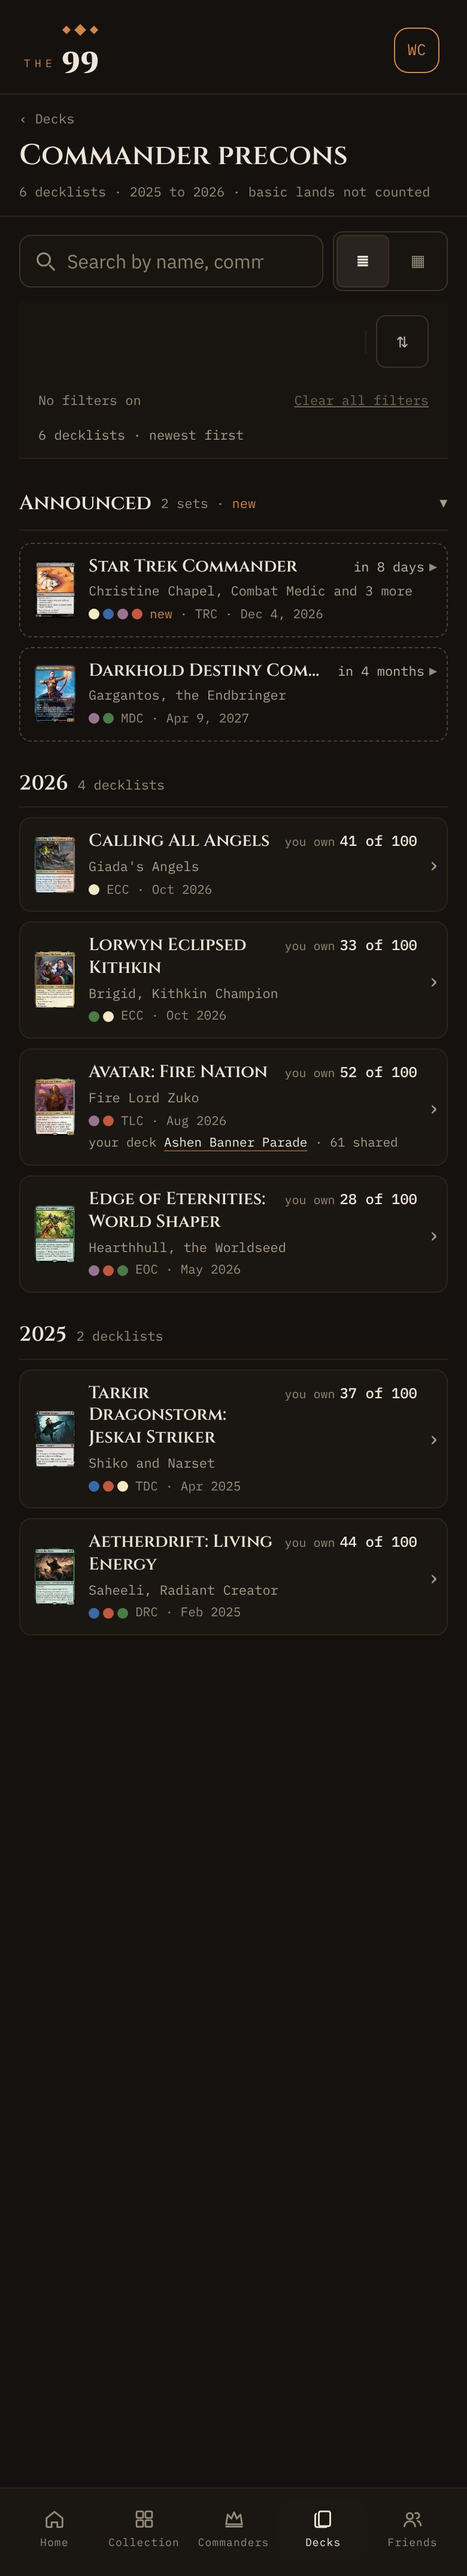 THE 99
WC
‹ Decks
Commander precons
6 decklists · 2025 to 2026 · basic lands not counted
Search by name, comm
No filters on
Clear all filters
6 decklists · newest first
Announced 2 sets · new
Star Trek Commander in 8 days
Christine Chapel, Combat Medic and 3 more
new · TRC · Dec 4, 2026
Darkhold Destiny Com… in 4 months
Gargantos, the Endbringer
MDC · Apr 9, 2027
2026 4 decklists
Calling All Angels you own 41 of 100
Giada's Angels
ECC · Oct 2026
Lorwyn Eclipsed you own 33 of 100
Kithkin
Brigid, Kithkin Champion
ECC · Oct 2026
Avatar: Fire Nation you own 52 of 100
Fire Lord Zuko
TLC · Aug 2026
your deck Ashen Banner Parade · 61 shared
Edge of Eternities: you own 28 of 100
World Shaper
Hearthhull, the Worldseed
EOC · May 2026
2025 2 decklists
Tarkir you own 37 of 100
Dragonstorm:
Jeskai Striker
Shiko and Narset
TDC · Apr 2025
Aetherdrift: Living you own 44 of 100
Energy
Saheeli, Radiant Creator
DRC · Feb 2025
Home Collection Commanders Decks Friends